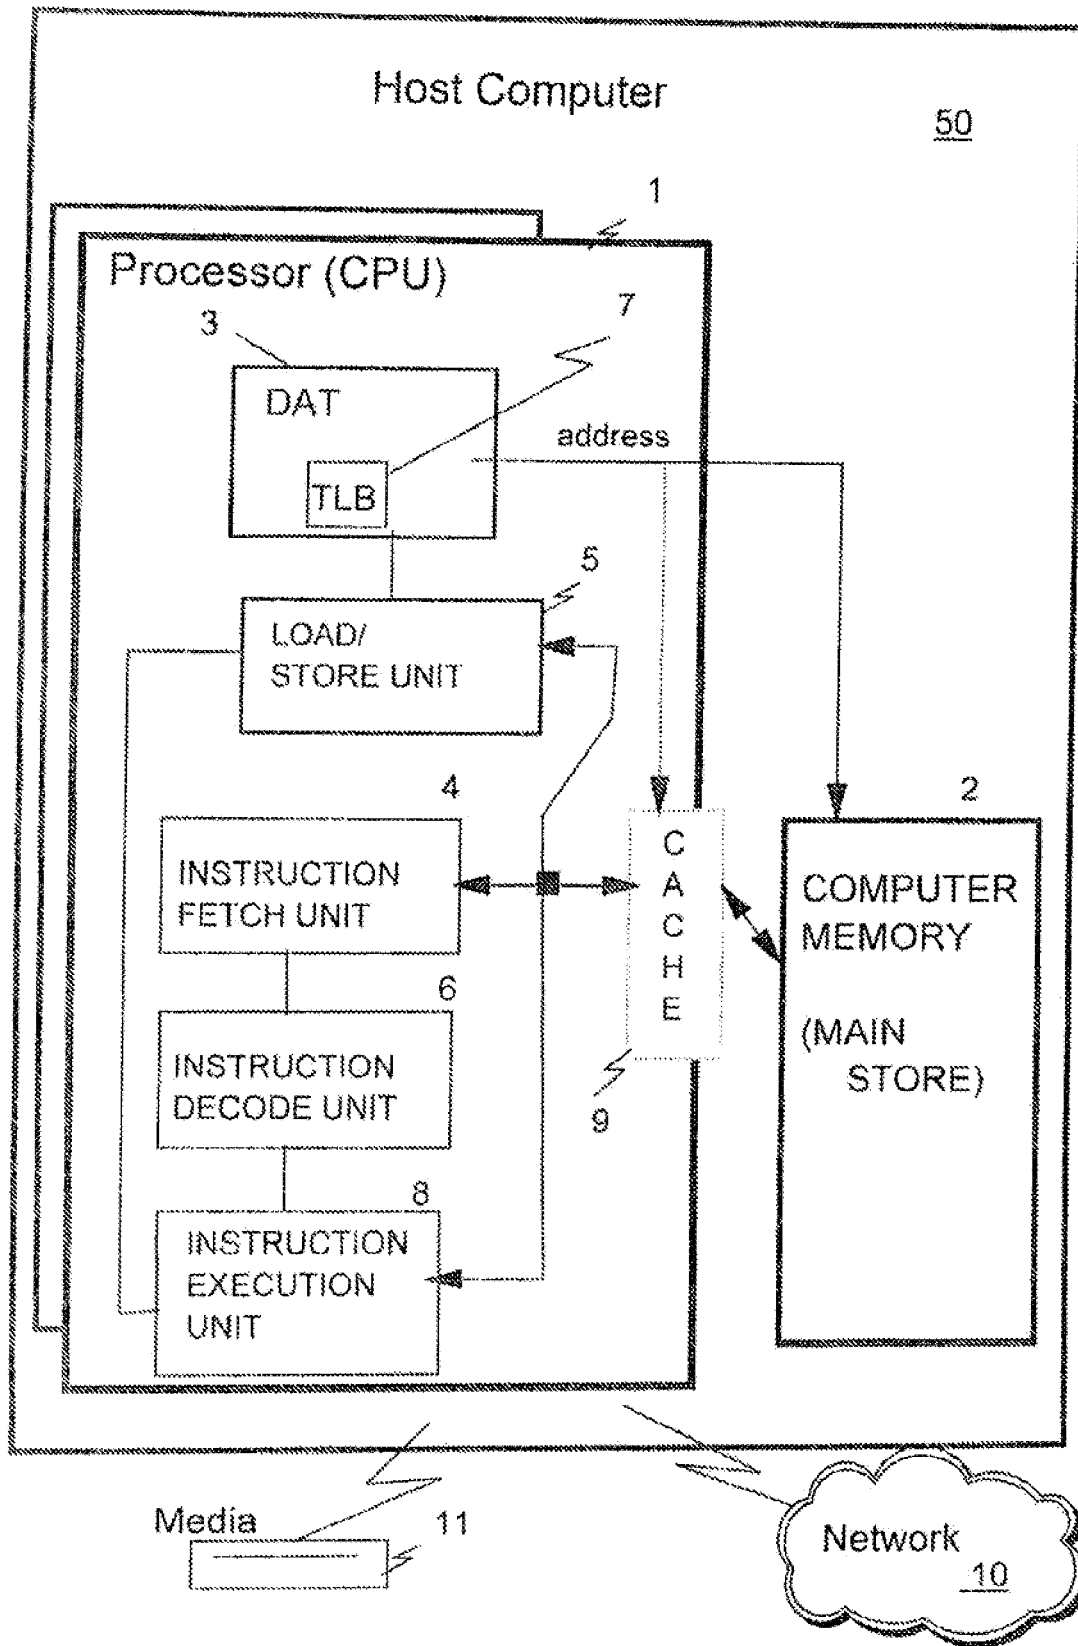 Host Computer
50
1
Processor (CPU)
3
7
DAT
address
TLB
5
LOAD/
STORE UNIT
4
2
INSTRUCTION
FETCH UNIT
C
A
C
H
E
COMPUTER
MEMORY
(MAIN
STORE)
6
INSTRUCTION
DECODE UNIT
9
8
INSTRUCTION
EXECUTION
UNIT
Media
11
Network
10